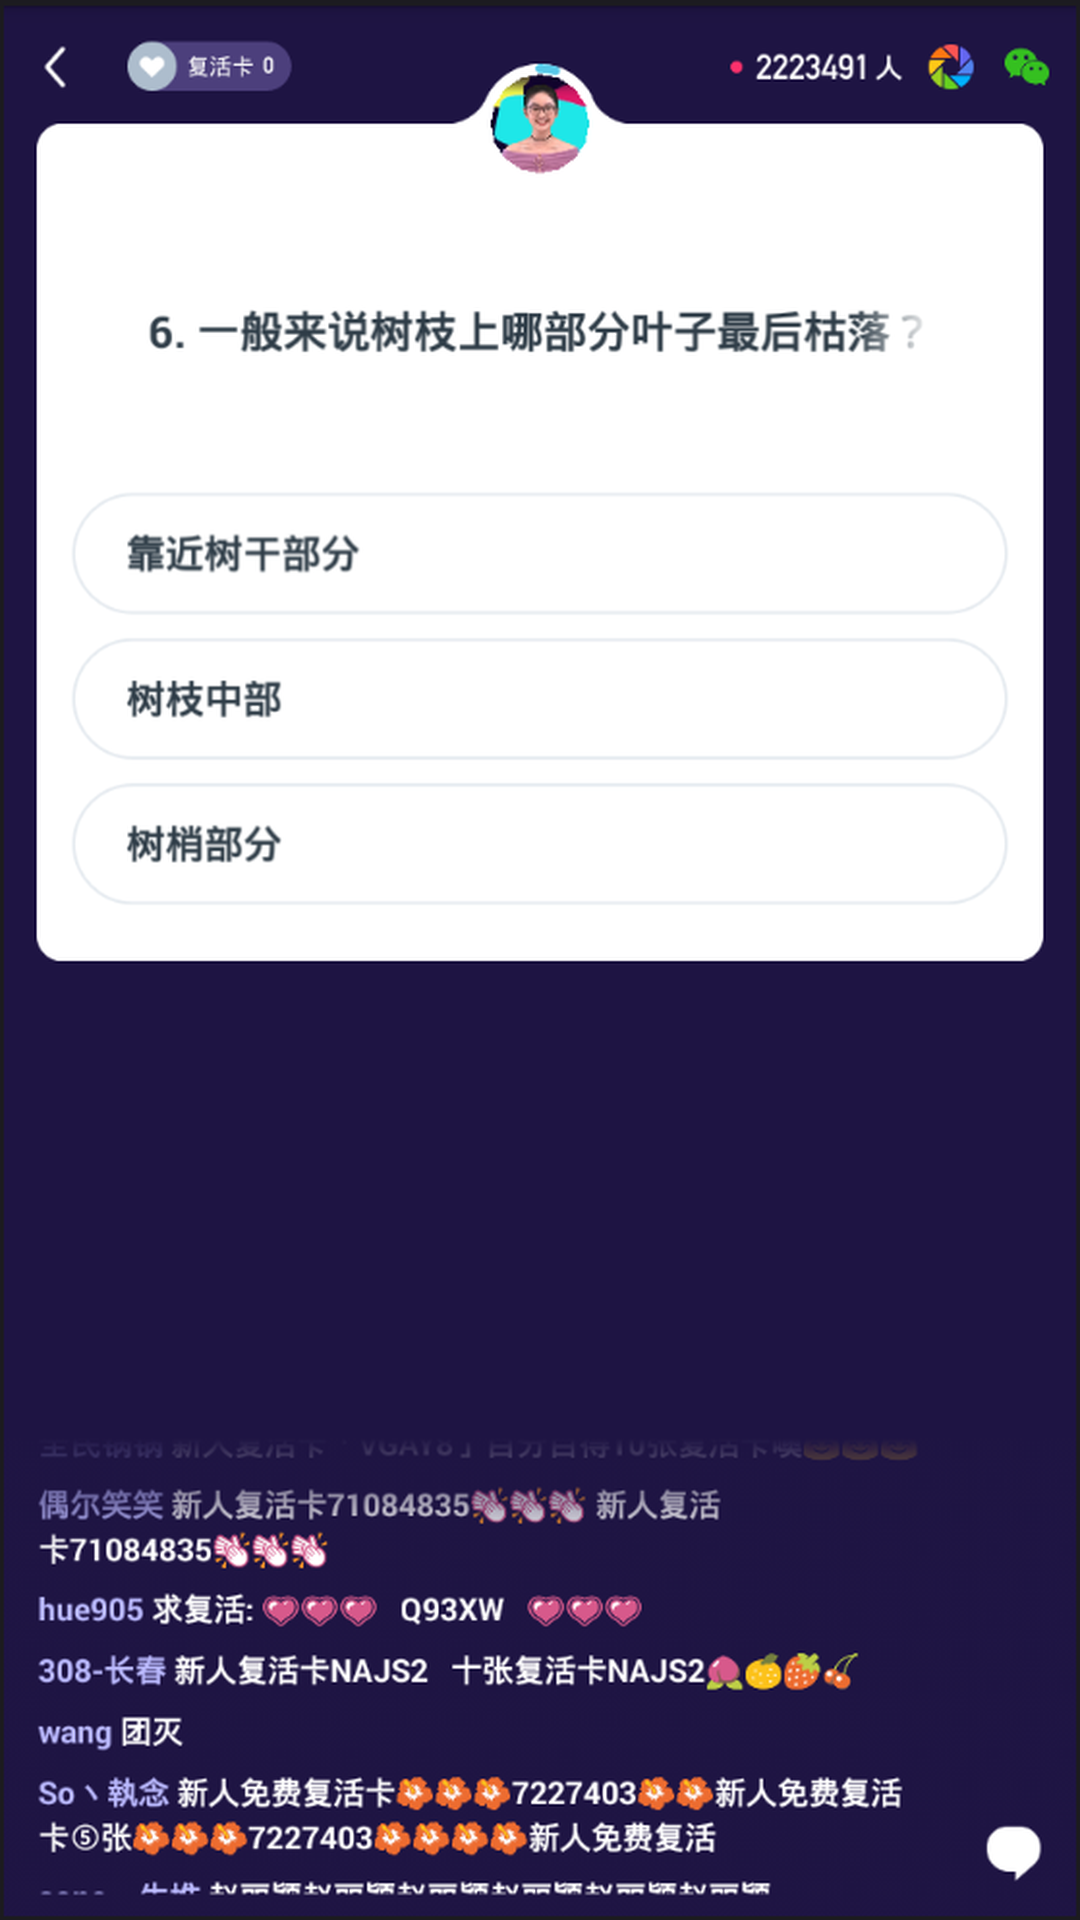 复活卡 0
2223491 人
6. 一般来说树枝上哪部分叶子最后枯落？
靠近树干部分
树枝中部
树梢部分
偶尔笑笑 新人复活卡71084835👏👏👏 新人复活
卡71084835👏👏👏
hue905 求复活: 💗💗💗 Q93XW 💗💗💗
308-长春 新人复活卡NAJS2 十张复活卡NAJS2🍑🍊🍓🍒
wang 团灭
So丶執念 新人免费复活卡🌺🌺🌺7227403🌺🌺新人免费复活
卡⑤张🌺🌺🌺7227403🌺🌺🌺🌺新人免费复活